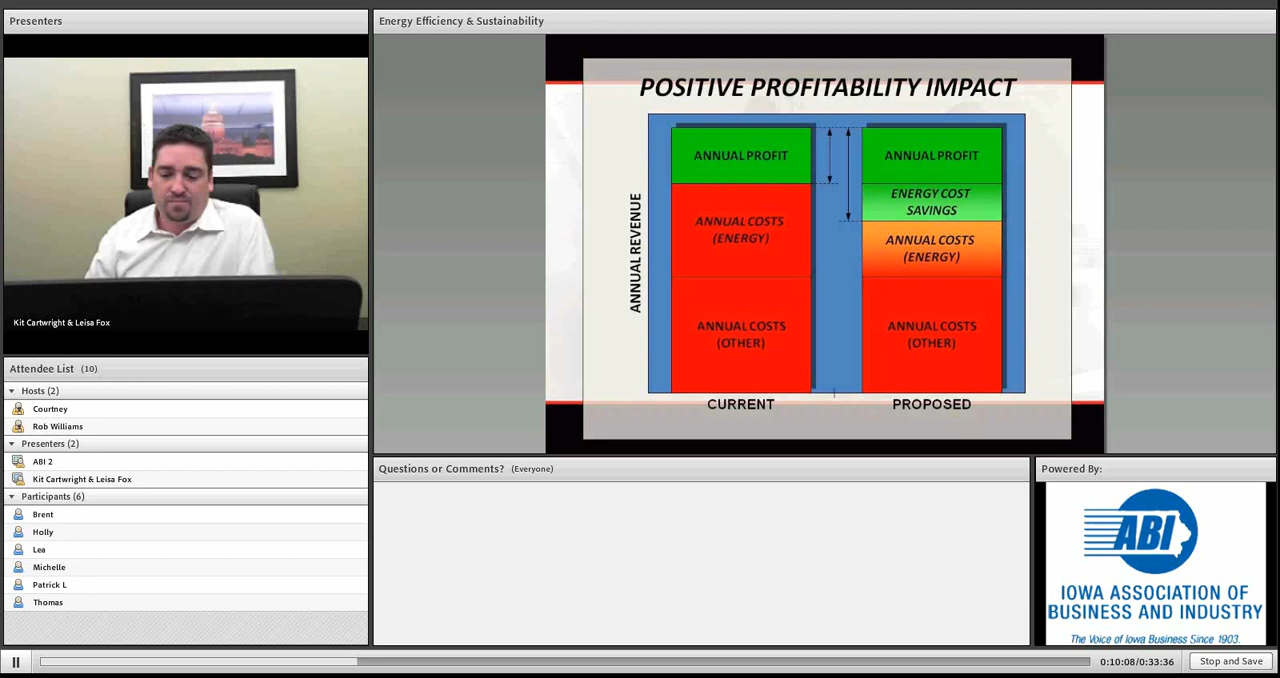 Presenters
Kit Cartwright & Leisa Fox
Attendee List (10)
Hosts (2)
Courtney
Rob Williams
Presenters (2)
ABI 2
Kit Cartwright & Leisa Fox
Participants (6)
Brent
Holly
Lea
Michelle
Patrick L
Thomas
Energy Efficiency & Sustainability
POSITIVE PROFITABILITY IMPACT
ANNUAL REVENUE
ANNUAL PROFIT
ANNUAL COSTS
(ENERGY)
ANNUAL COSTS
(OTHER)
CURRENT
ANNUAL PROFIT
ENERGY COST
SAVINGS
ANNUAL COSTS
(ENERGY)
ANNUAL COSTS
(OTHER)
PROPOSED
Questions or Comments? (Everyone)
Powered By:
ABI
IOWA ASSOCIATION OF
BUSINESS AND INDUSTRY
The Voice of Iowa Business Since 1903.
0:10:08/0:33:36
Stop and Save